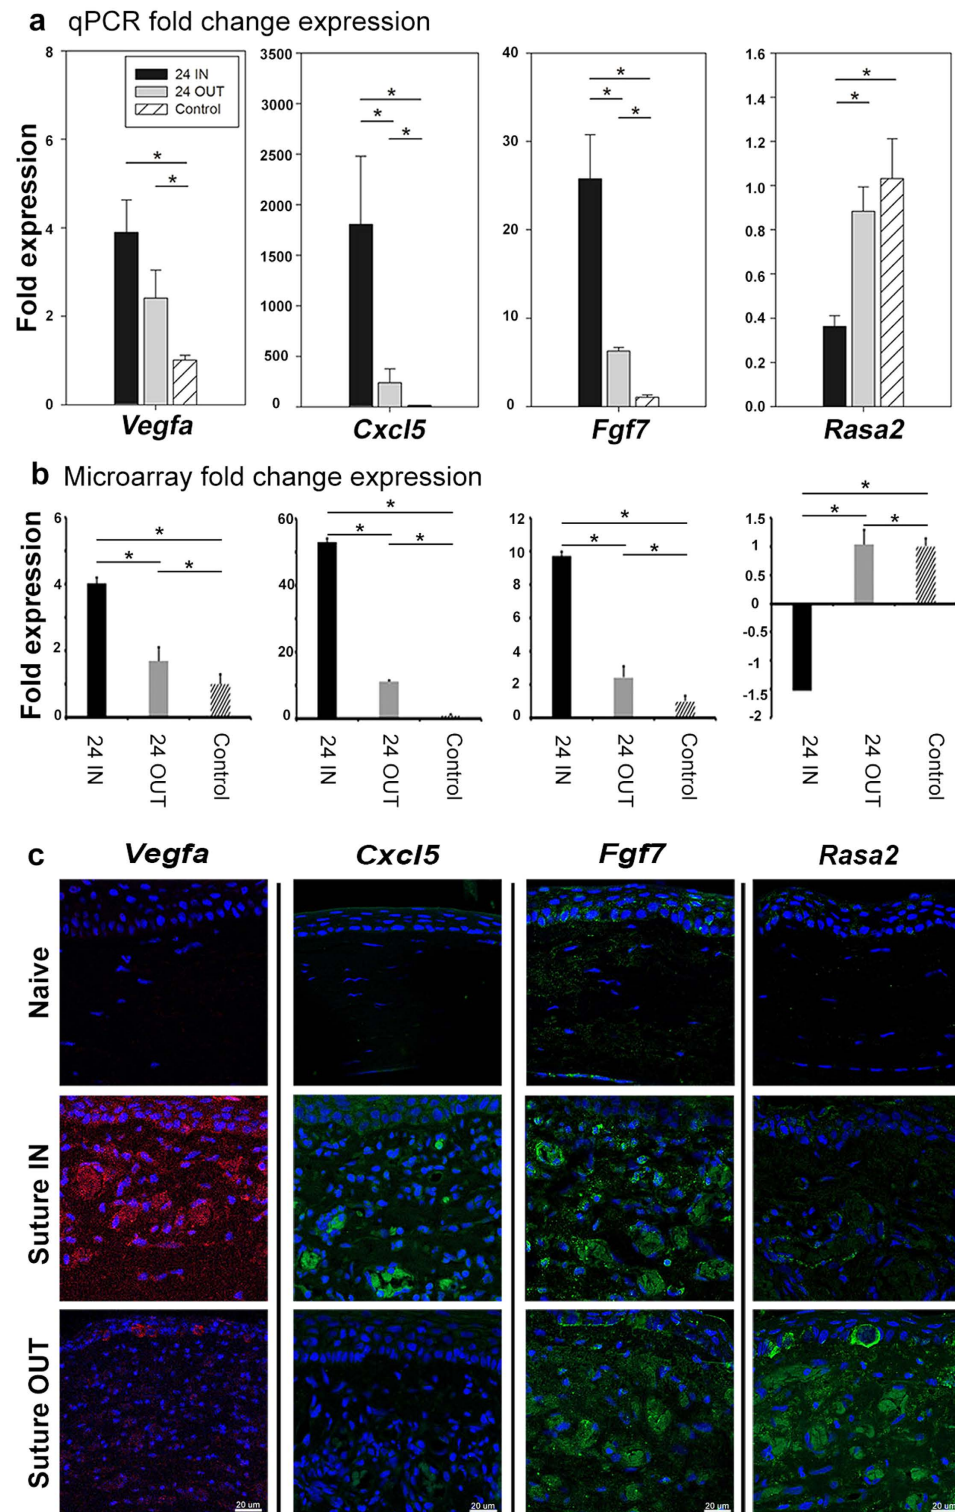 a qPCR fold change expression
Fold expression
8
6
4
2
0
24 IN
24 OUT
Control
*
*
Vegfa
3500
3000
2500
2000
1500
1000
500
0
*
*
*
Cxcl5
40
30
20
10
0
*
*
*
Fgf7
1.6
1.4
1.2
1.0
0.8
0.6
0.4
0.2
0.0
*
*
Rasa2
b Microarray fold change expression
Fold expression
6
4
2
0
*
*
*
24 IN
24 OUT
Control
60
40
20
0
*
*
*
24 IN
24 OUT
Control
12
10
8
6
4
2
0
*
*
*
24 IN
24 OUT
Control
1.5
1
0.5
0
-0.5
-1
-1.5
-2
*
*
*
24 IN
24 OUT
Control
c Vegfa Cxcl5 Fgf7 Rasa2
Naive
Suture IN
Suture OUT
20 um
20 um
20 um
20 um